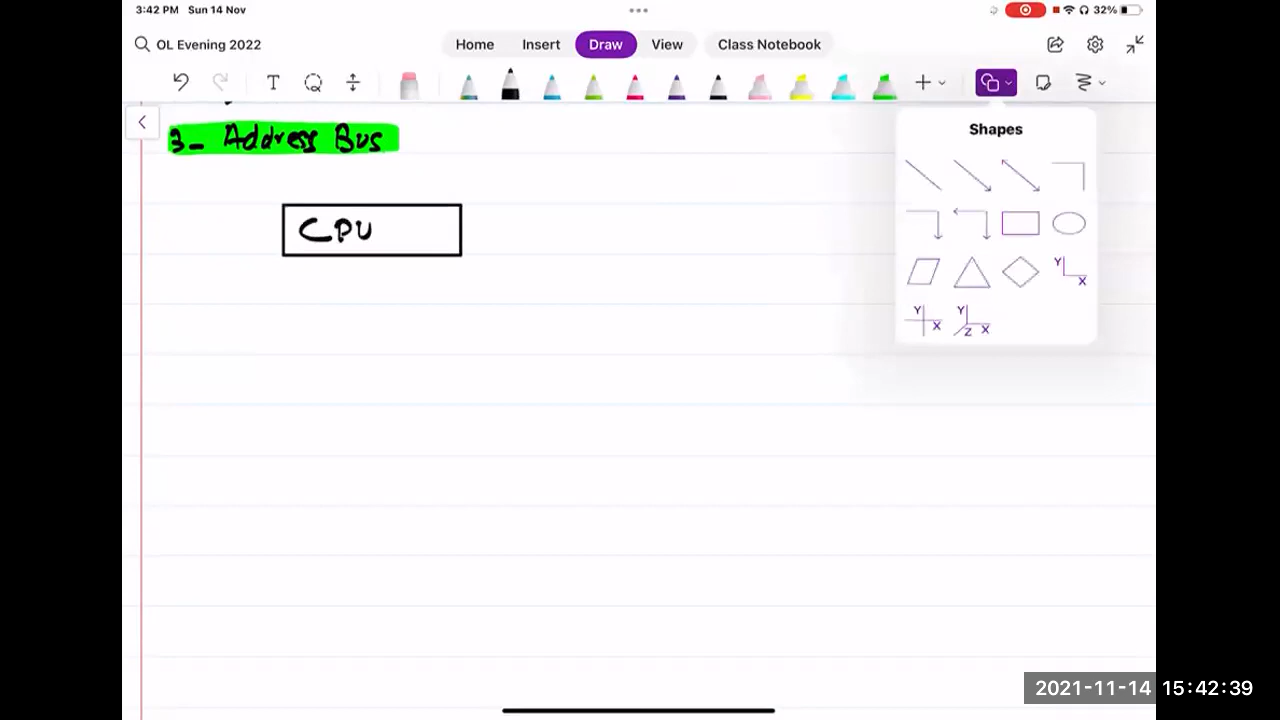 3:42 PM Sun 14 Nov
32%
OL Evening 2022
Home Insert Draw View Class Notebook
T
Shapes
3- Address Bus
CPU
Y
X
Y
X
Y
Z
X
2021-11-14 15:42:39